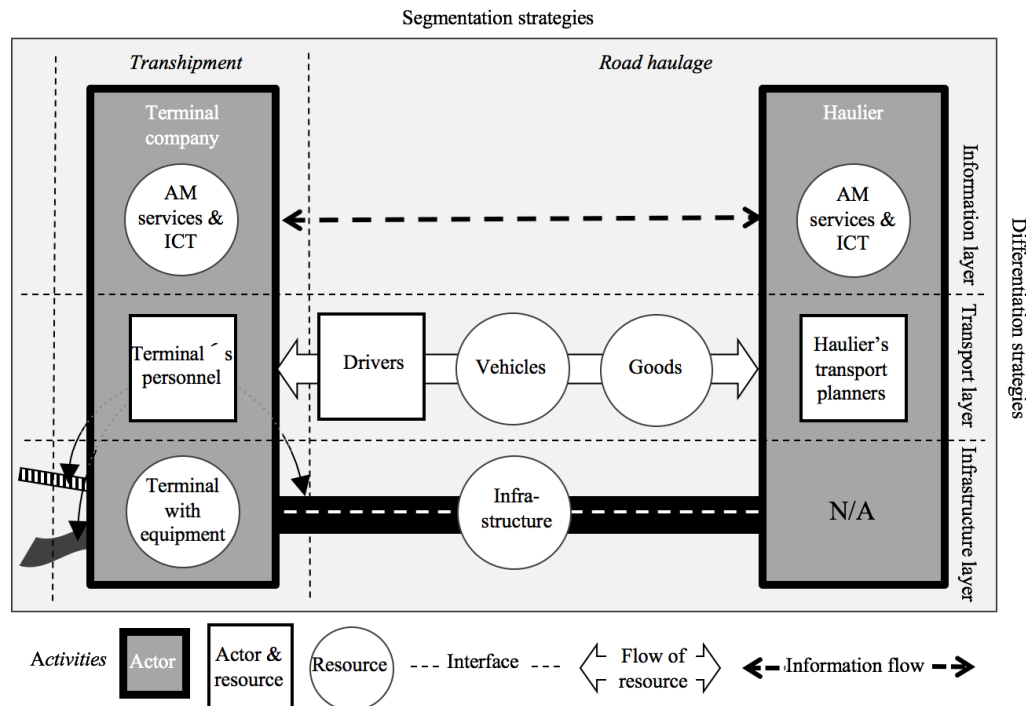 Segmentation strategies
Transhipment
Road haulage
Terminal
company
Haulier
AM
services &
ICT
AM
services &
ICT
Information layer
Differentiation strategies
Terminal ´ s
personnel
Drivers
Vehicles
Goods
Haulier’s
transport
planners
Transport layer
Terminal
with
equipment
Infra-
structure
N/A
Infrastructure layer
Activities
Actor
Actor &
resource
Resource
Interface
Flow of
resource
Information flow